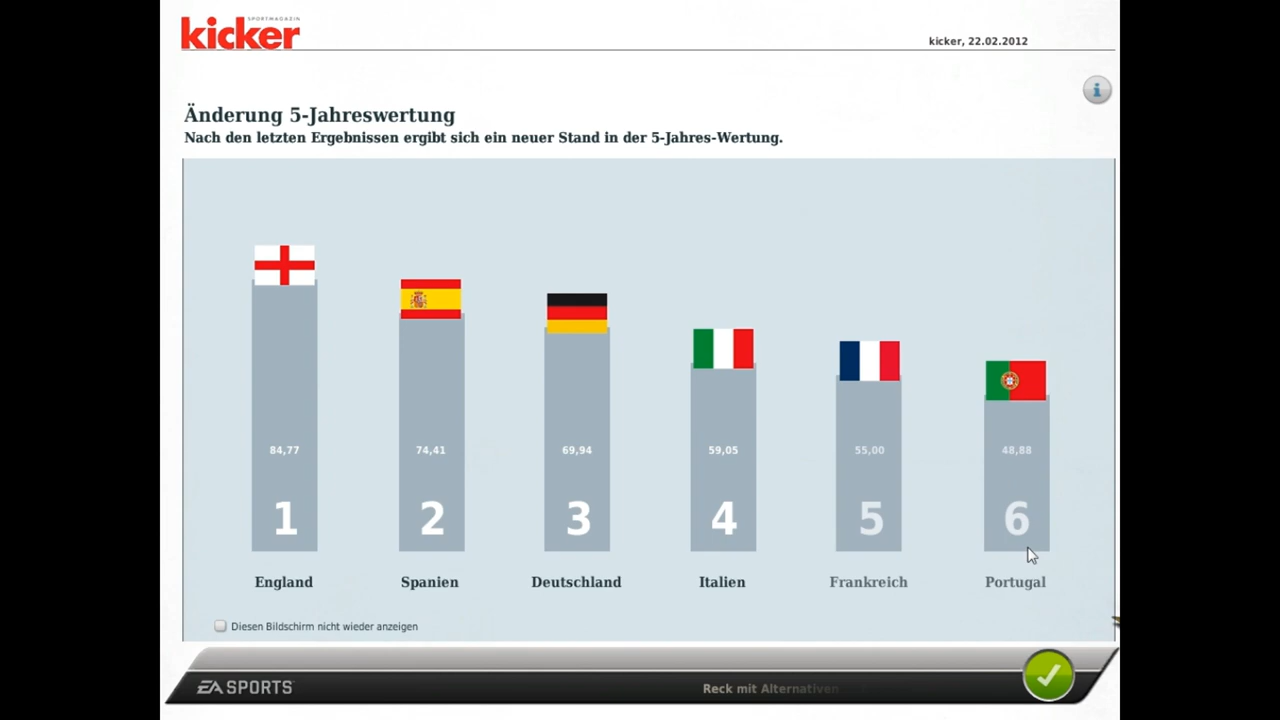 SPORTMAGAZIN
kicker
kicker, 22.02.2012
i
Änderung 5-Jahreswertung
Nach den letzten Ergebnissen ergibt sich ein neuer Stand in der 5-Jahres-Wertung.
84,77 74,41 69,94 59,05 55,00 48,88
1 2 3 4 5 6
England Spanien Deutschland Italien Frankreich Portugal
Diesen Bildschirm nicht wieder anzeigen
EA SPORTS
Reck mit Alternativen